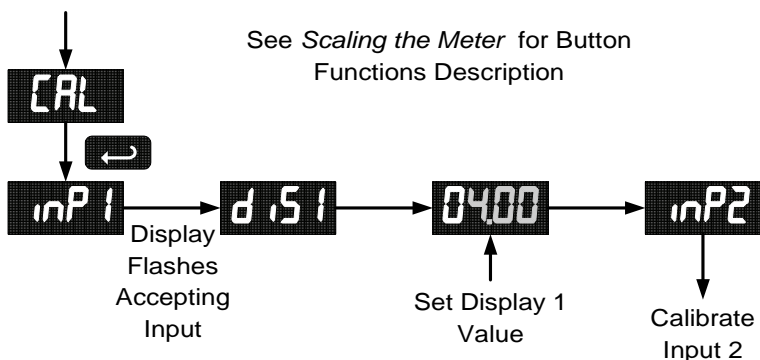 See Scaling the Meter for Button
Functions Description
CAL
inP1
diS1
04.00
inP2
Display
Flashes
Accepting
Input
Set Display 1
Value
Calibrate
Input 2